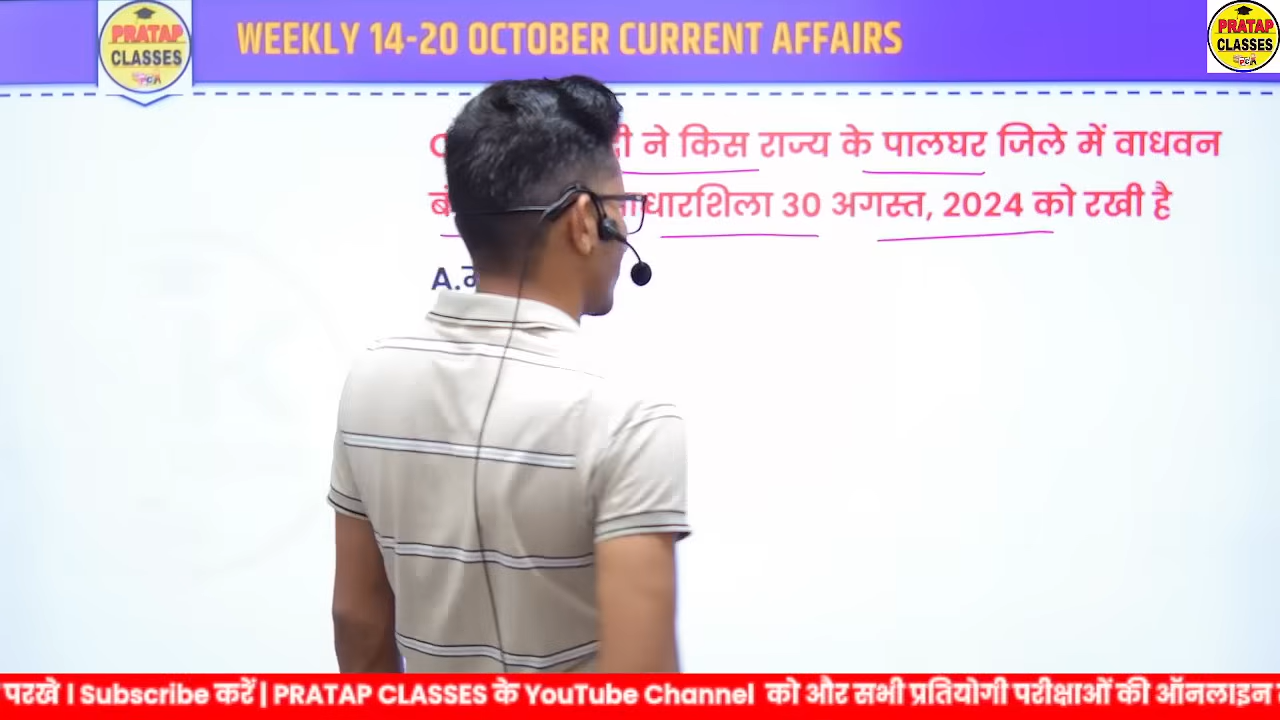 PRATAP
CLASSES
WEEKLY 14-20 OCTOBER CURRENT AFFAIRS
PRATAP
CLASSES
ने किस राज्य के पालघर जिले में वाधवन
30 अगस्त, 2024 को रखी है
A.
परखे । Subscribe करें | PRATAP CLASSES के YouTube Channel को और सभी प्रतियोगी परीक्षाओं की ऑनलाइन